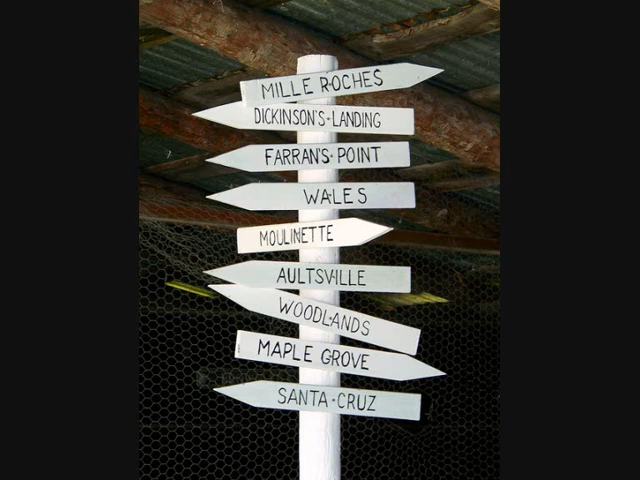 MILLE ROCHES
DICKINSON'S·LANDING
FARRAN'S·POINT
WALES
MOULINETTE
AULTSVILLE
WOODLANDS
MAPLE GROVE
SANTA·CRUZ